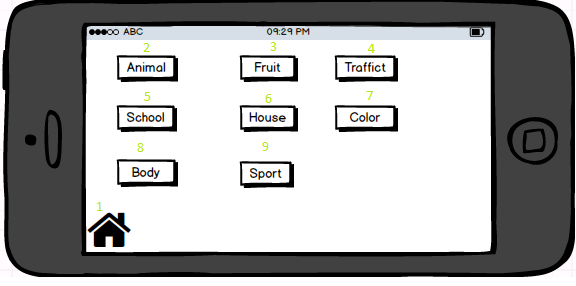 ABC 09:29 PM
2 3 4
Animal Fruit Traffict
5 6 7
School House Color
8 9
Body Sport
1